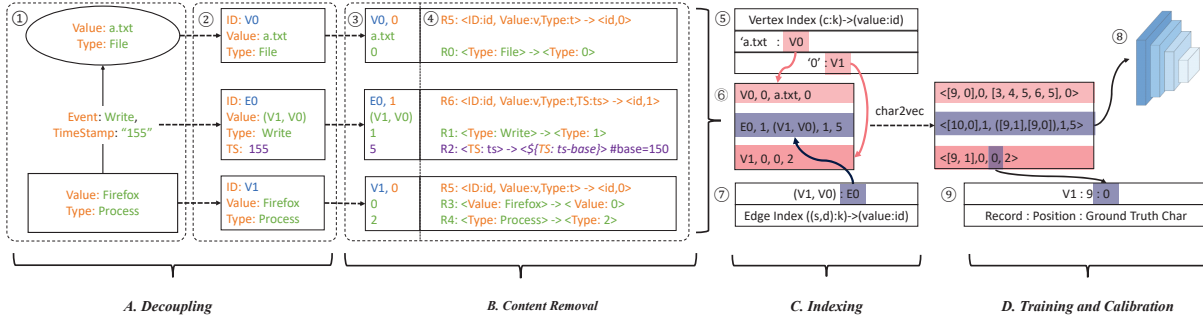 ①
Value: a.txt
Type: File
Event: Write,
TimeStamp: “155”
Value: Firefox
Type: Process
②
ID: V0
Value: a.txt
Type: File
ID: E0
Value: (V1, V0)
Type: Write
TS: 155
ID: V1
Value: Firefox
Type: Process
③
V0, 0
a.txt
0
E0, 1
(V1, V0)
1
5
V1, 0
0
2
④
R5: <ID:id, Value:v,Type:t> -> <id,0>
R0: <Type: File> -> <Type: 0>
R6: <ID:id, Value:v,Type:t,TS:ts> -> <id,1>
R1: <Type: Write> -> <Type: 1>
R2: <TS: ts> -> <${TS: ts-base}> #base=150
R5: <ID:id, Value:v,Type:t> -> <id,0>
R3: <Value: Firefox> -> < Value: 0>
R4: <Type: Process> -> <Type: 2>
⑤
Vertex Index (c:k)->(value:id)
‘a.txt : V0
‘0’ : V1
⑥
V0, 0, a.txt, 0
E0, 1, (V1, V0), 1, 5
V1, 0, 0, 2
⑦
(V1, V0) : E0
Edge Index ((s,d):k)->(value:id)
char2vec
⑧
<[9, 0],0, [3, 4, 5, 6, 5], 0>
<[10,0],1, ([9,1],[9,0]),1,5>
<[9, 1],0, 0, 2>
⑨
V1 : 9 : 0
Record : Position : Ground Truth Char
A. Decoupling
B. Content Removal
C. Indexing
D. Training and Calibration